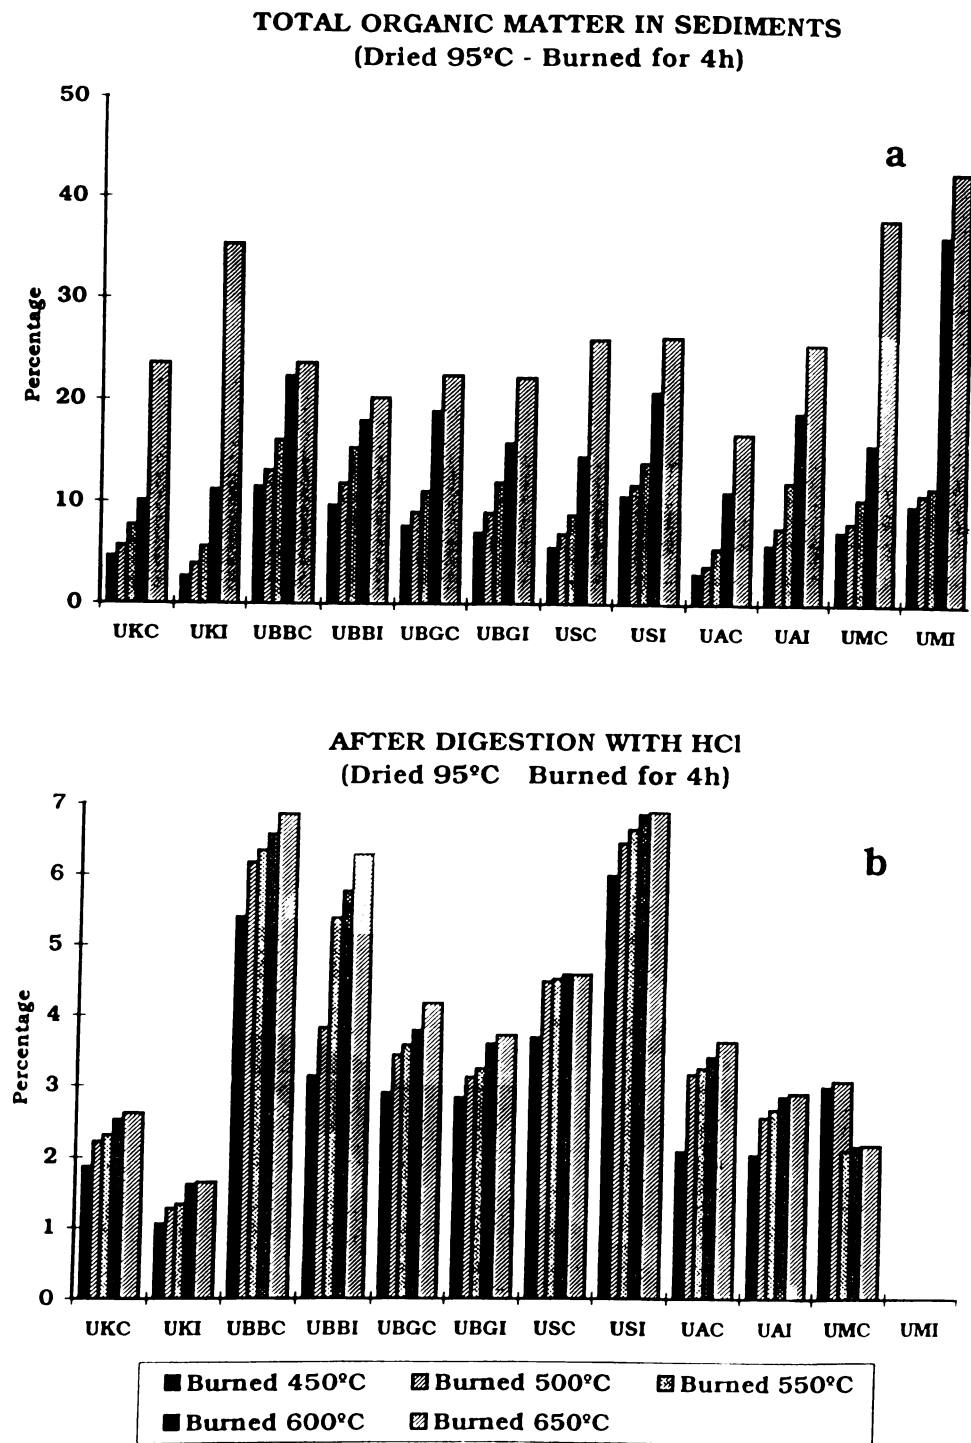 TOTAL ORGANIC MATTER IN SEDIMENTS
(Dried 95ºC - Burned for 4h)
50
a
40
30
Percentage
20
10
0
UKC UKI UBBC UBBI UBGC UBGI USC USI UAC UAI UMC UMI
AFTER DIGESTION WITH HCl
(Dried 95ºC Burned for 4h)
7
b
6
5
4
Percentage
3
2
1
0
UKC UKI UBBC UBBI UBGC UBGI USC USI UAC UAI UMC UMI
Burned 450ºC Burned 500ºC Burned 550ºC
Burned 600ºC Burned 650ºC